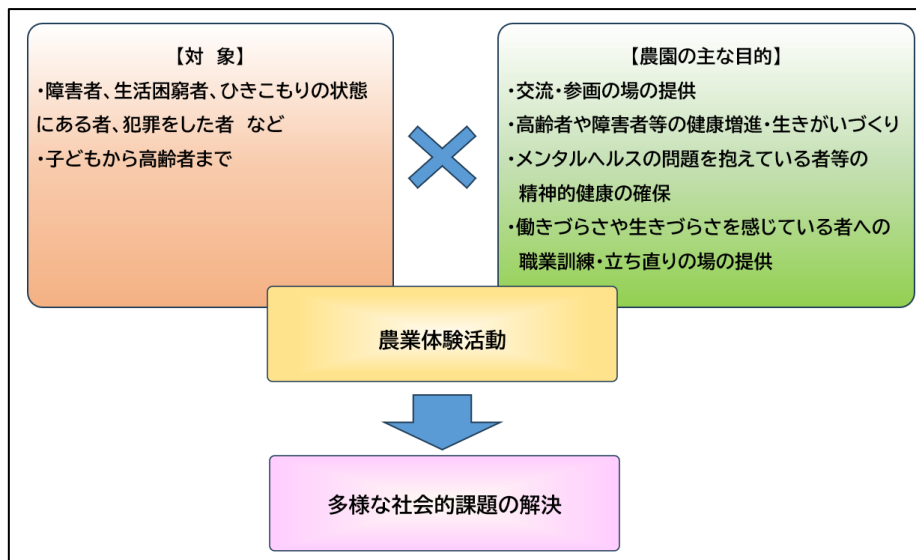 【対 象】
・障害者、生活困窮者、ひきこもりの状態
にある者、犯罪をした者 など
・子どもから高齢者まで
【農園の主な目的】
・交流・参画の場の提供
・高齢者や障害者等の健康増進・生きがいづくり
・メンタルヘルスの問題を抱えている者等の
精神的健康の確保
・働きづらさや生きづらさを感じている者への
職業訓練・立ち直りの場の提供
農業体験活動
多様な社会的課題の解決